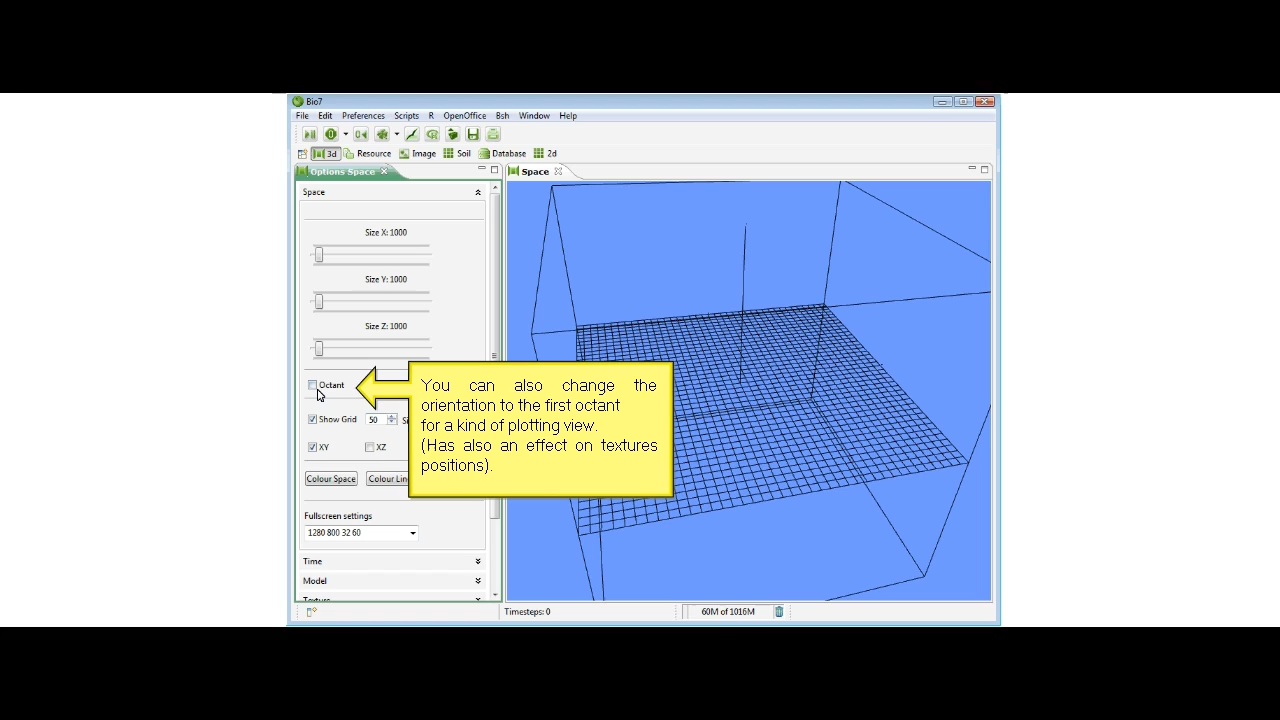 Bio7
File Edit Preferences Scripts R OpenOffice Bsh Window Help
3d Resource Image Soil Database 2d
Options Space
Space
Space
Size X: 1000
Size Y: 1000
Size Z: 1000
Octant
You can also change the
orientation to the first octant
for a kind of plotting view.
(Has also an effect on textures
positions).
Show Grid 50
XY XZ
Colour Space
Fullscreen settings
1280 800 32 60
Time
Model
Texture
Timesteps: 0
60M of 1016M